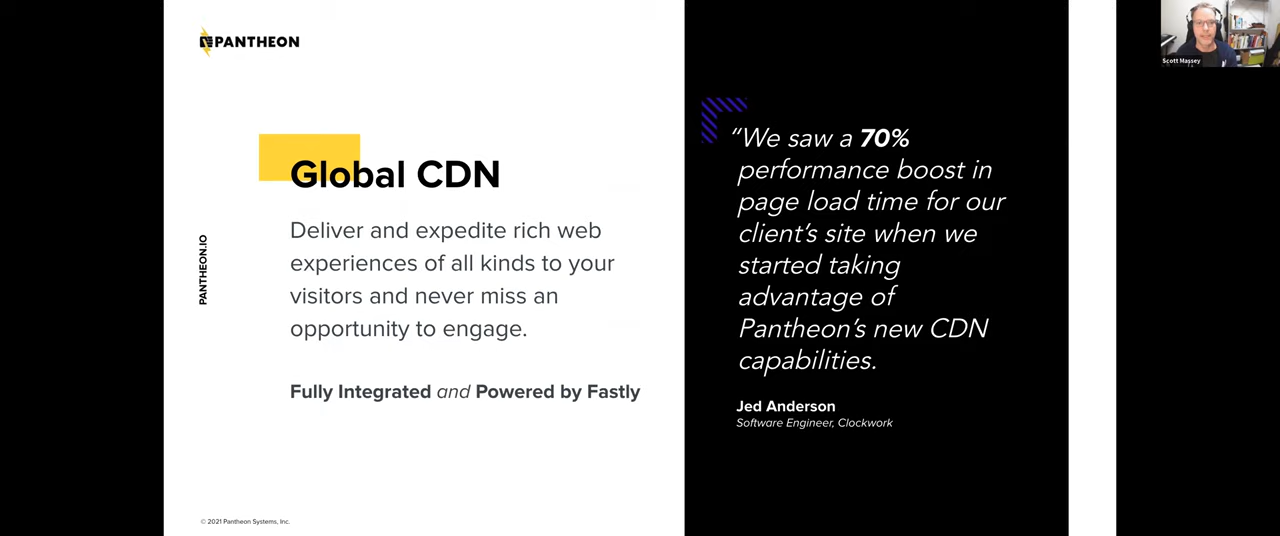 PANTHEON
Global CDN
Deliver and expedite rich web
experiences of all kinds to your
visitors and never miss an
opportunity to engage.
Fully Integrated and Powered by Fastly
PANTHEON.IO
© 2021 Pantheon Systems, Inc.
“We saw a 70%
performance boost in
page load time for our
client’s site when we
started taking
advantage of
Pantheon’s new CDN
capabilities.
Jed Anderson
Software Engineer, Clockwork
Scott Massey